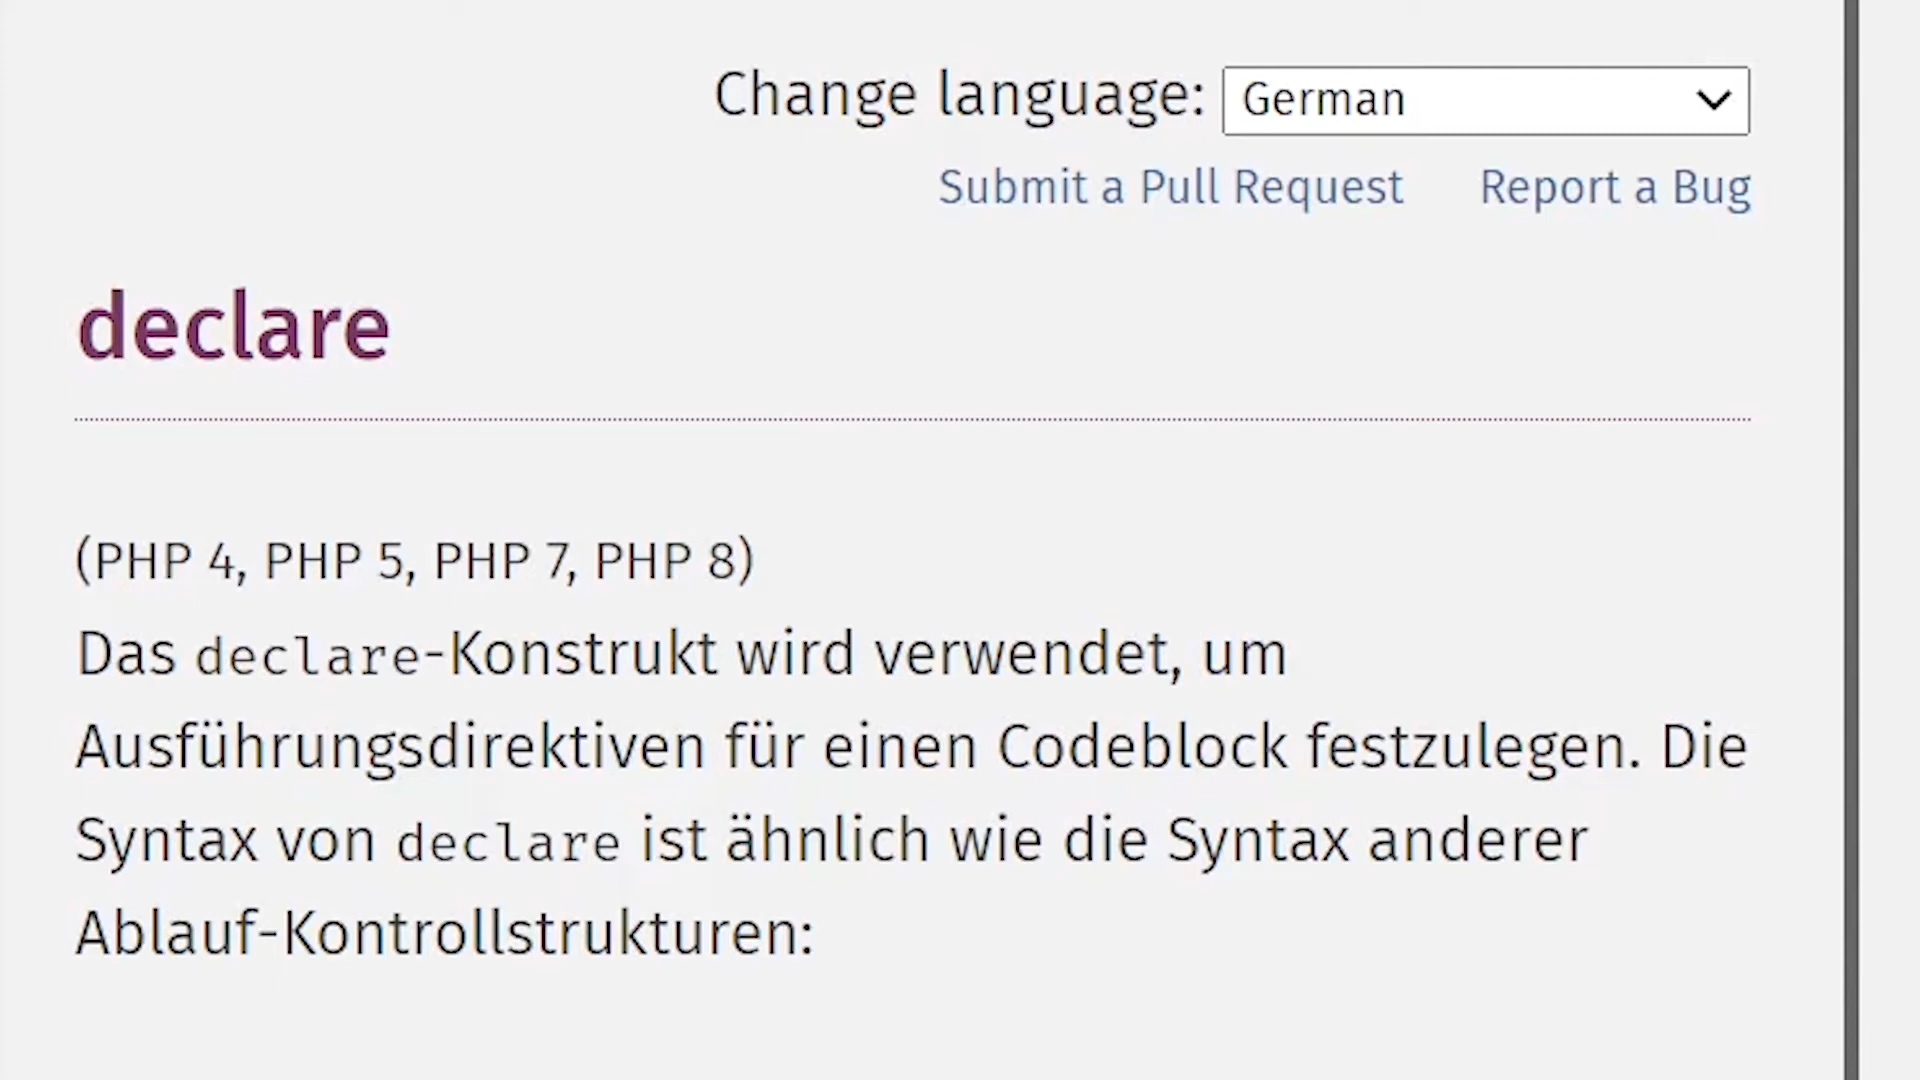 Change language: German
Submit a Pull Request Report a Bug
declare
(PHP 4, PHP 5, PHP 7, PHP 8)
Das declare-Konstrukt wird verwendet, um
Ausführungsdirektiven für einen Codeblock festzulegen. Die
Syntax von declare ist ähnlich wie die Syntax anderer
Ablauf-Kontrollstrukturen: